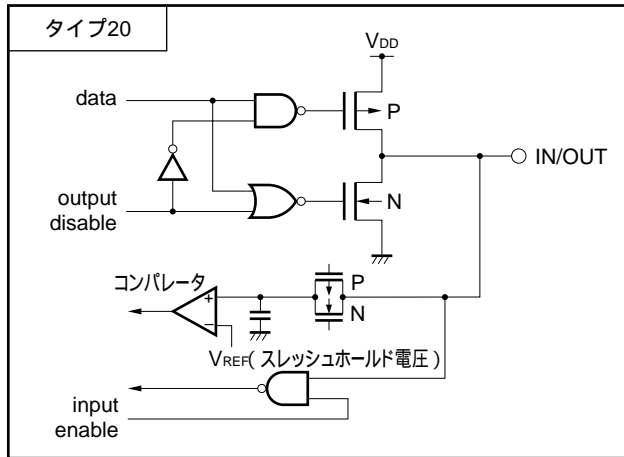 タイプ20
VDD
data
P
IN/OUT
output
disable
N
コンパレータ
P
N
+
−
VREF(スレッシュホールド電圧)
input
enable